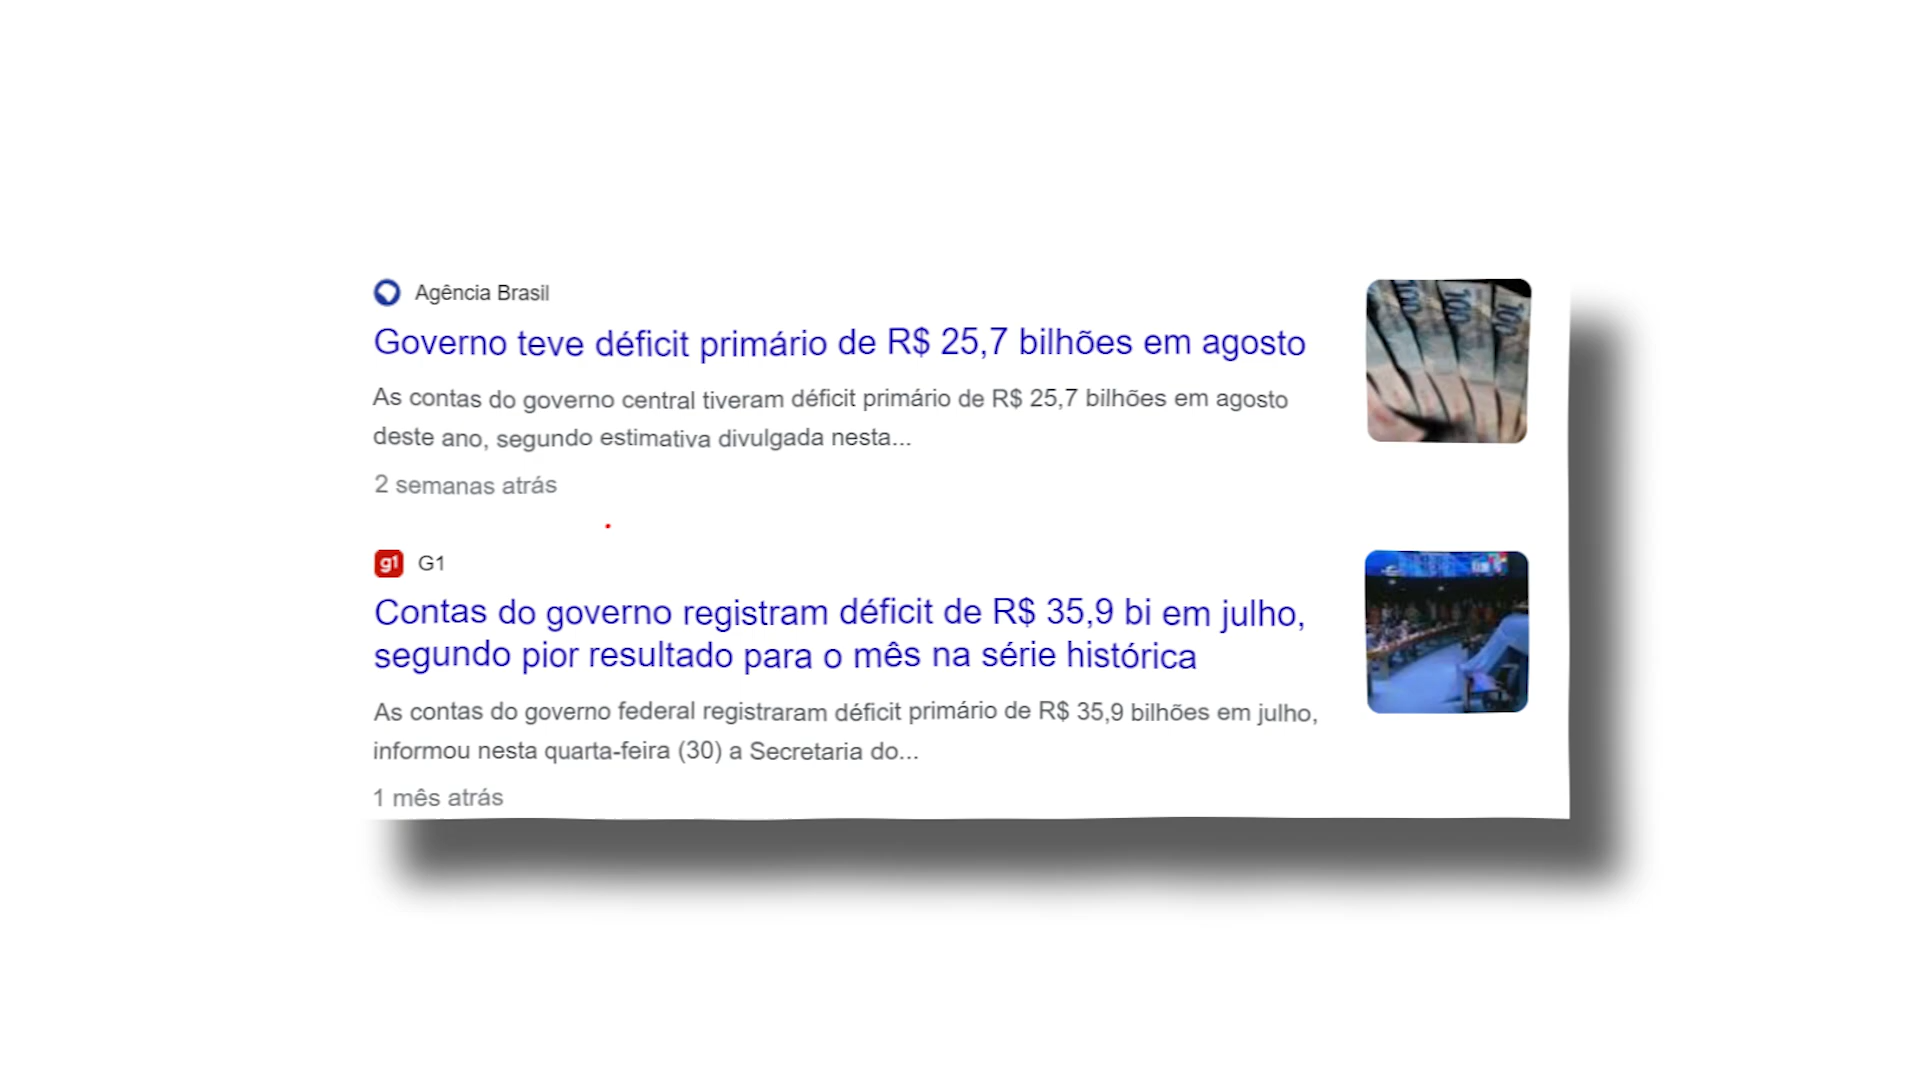 Agência Brasil
Governo teve déficit primário de R$ 25,7 bilhões em agosto
As contas do governo central tiveram déficit primário de R$ 25,7 bilhões em agosto
deste ano, segundo estimativa divulgada nesta...
2 semanas atrás
g1 G1
Contas do governo registram déficit de R$ 35,9 bi em julho,
segundo pior resultado para o mês na série histórica
As contas do governo federal registraram déficit primário de R$ 35,9 bilhões em julho,
informou nesta quarta-feira (30) a Secretaria do...
1 mês atrás
100 100 100